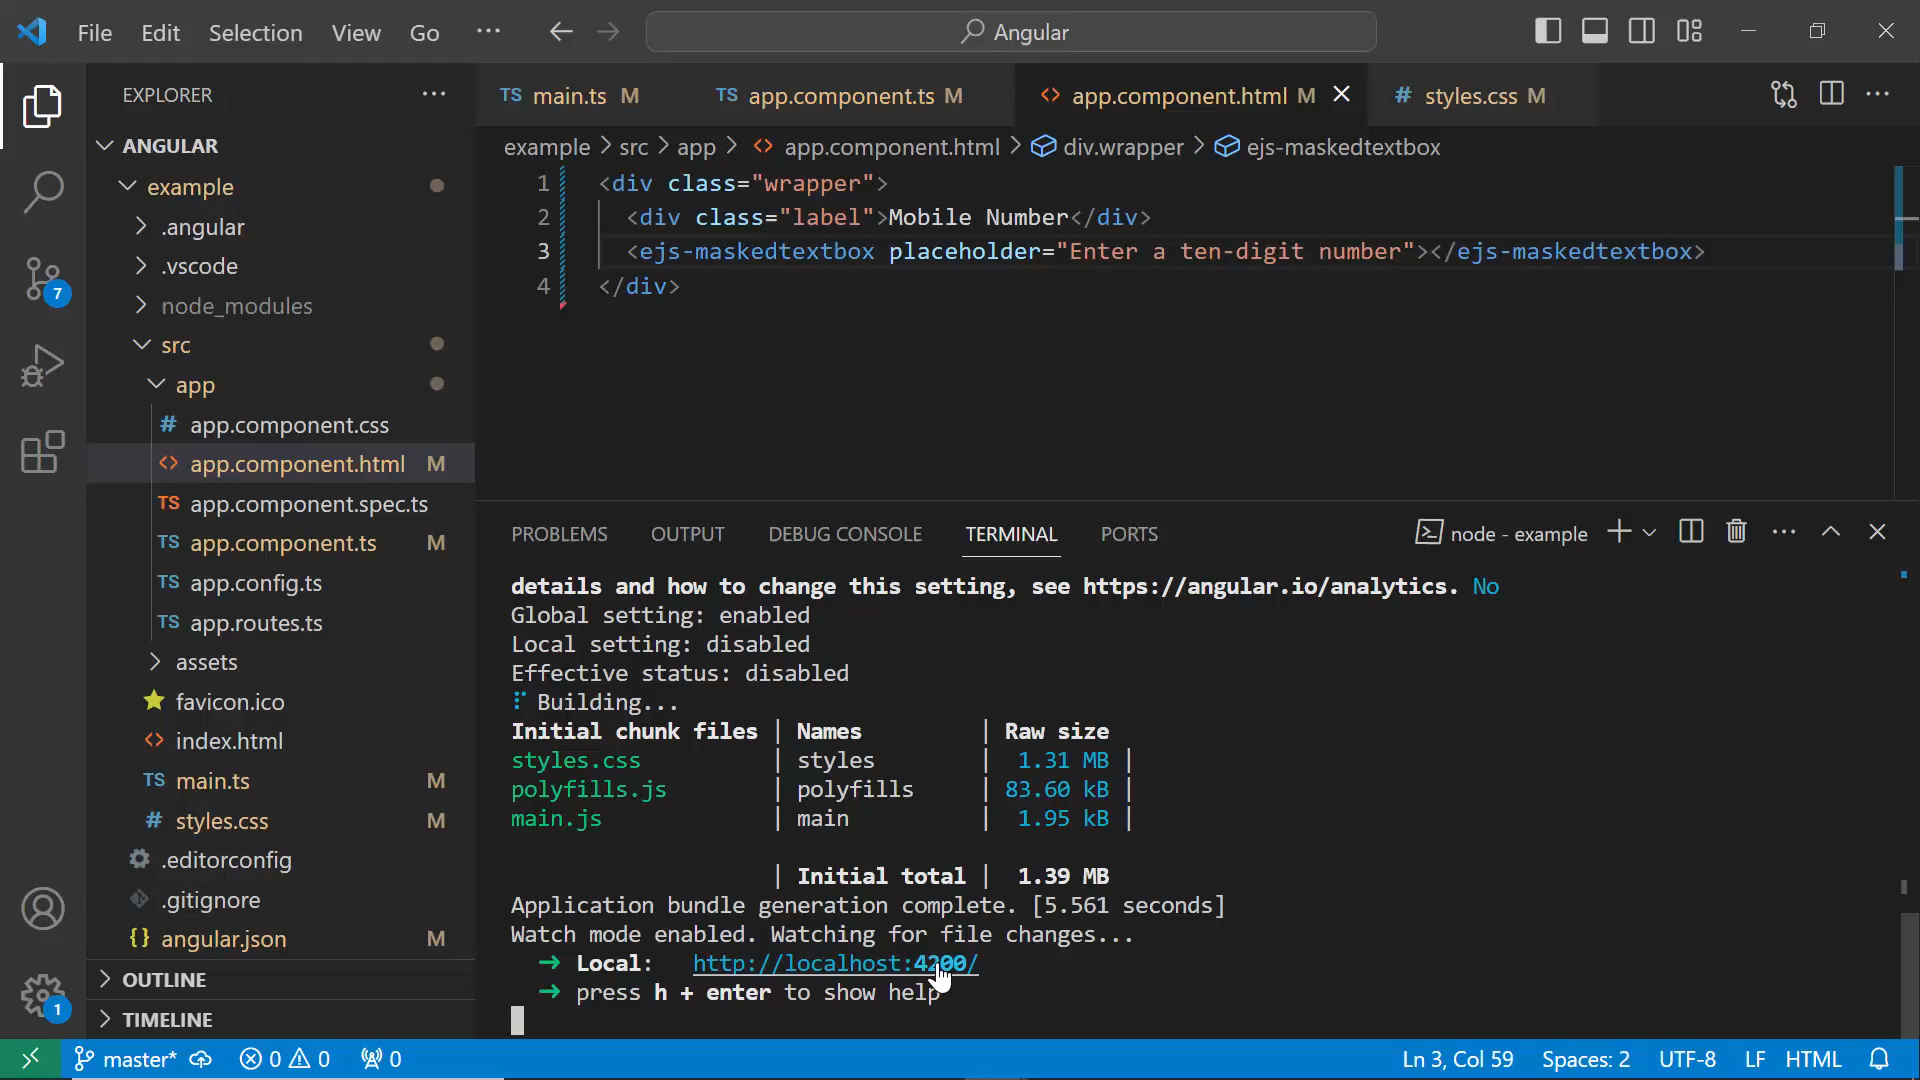 File Edit Selection View Go ··· Angular
EXPLORER ···
ANGULAR
example
.angular
.vscode
node_modules
src
app
# app.component.css
<> app.component.html M
TS app.component.spec.ts
TS app.component.ts M
TS app.config.ts
TS app.routes.ts
assets
favicon.ico
<> index.html
TS main.ts M
# styles.css M
.editorconfig
.gitignore
{} angular.json M
OUTLINE
TIMELINE
7
1
TS main.ts M TS app.component.ts M <> app.component.html M # styles.css M
example > src > app > <> app.component.html > div.wrapper > ejs-maskedtextbox
1 <div class="wrapper">
2 <div class="label">Mobile Number</div>
3 <ejs-maskedtextbox placeholder="Enter a ten-digit number"></ejs-maskedtextbox>
4 </div>
PROBLEMS OUTPUT DEBUG CONSOLE TERMINAL PORTS node - example
details and how to change this setting, see https://angular.io/analytics. No
Global setting: enabled
Local setting: disabled
Effective status: disabled
Building...
Initial chunk files | Names | Raw size
styles.css | styles | 1.31 MB |
polyfills.js | polyfills | 83.60 kB |
main.js | main | 1.95 kB |
| Initial total | 1.39 MB
Application bundle generation complete. [5.561 seconds]
Watch mode enabled. Watching for file changes...
➜ Local: http://localhost:4200/
➜ press h + enter to show help
master* 0 0 0 Ln 3, Col 59 Spaces: 2 UTF-8 LF HTML